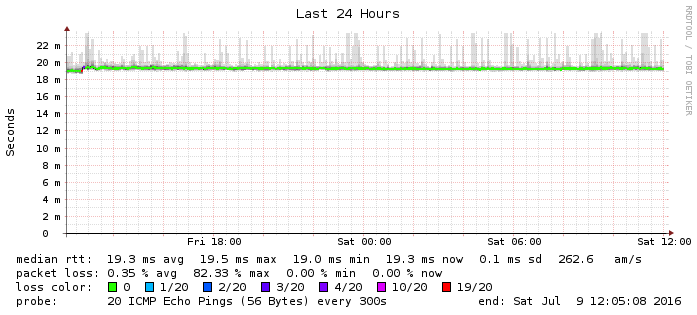 Last 24 Hours
RRDTOOL / TOBI OETIKER
Seconds
22 m
20 m
18 m
16 m
14 m
12 m
10 m
8 m
6 m
4 m
2 m
0
Fri 18:00 Sat 00:00 Sat 06:00 Sat 12:00
median rtt: 19.3 ms avg 19.5 ms max 19.0 ms min 19.3 ms now 0.1 ms sd 262.6 am/s
packet loss: 0.35 % avg 82.33 % max 0.00 % min 0.00 % now
loss color: 0 1/20 2/20 3/20 4/20 10/20 19/20
probe: 20 ICMP Echo Pings (56 Bytes) every 300s end: Sat Jul 9 12:05:08 2016